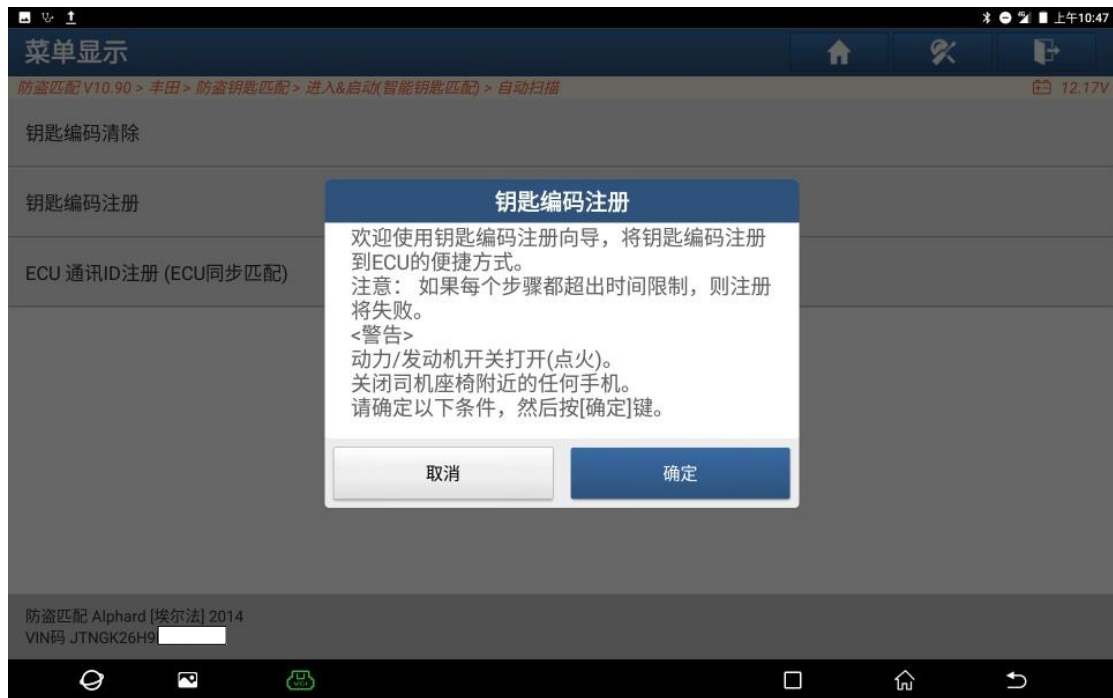 上午10:47
菜单显示
防盗匹配 V10.90 > 丰田 > 防盗钥匙匹配 > 进入&启动(智能钥匙匹配) > 自动扫描
12.17V
钥匙编码清除
钥匙编码注册
ECU 通讯ID注册 (ECU同步匹配)
钥匙编码注册
欢迎使用钥匙编码注册向导，将钥匙编码注册
到ECU的便捷方式。
注意： 如果每个步骤都超出时间限制，则注册
将失败。
<警告>
动力/发动机开关打开(点火)。
关闭司机座椅附近的任何手机。
请确定以下条件，然后按[确定]键。
取消
确定
防盗匹配 Alphard [埃尔法] 2014
VIN码 JTNGK26H9
VCI